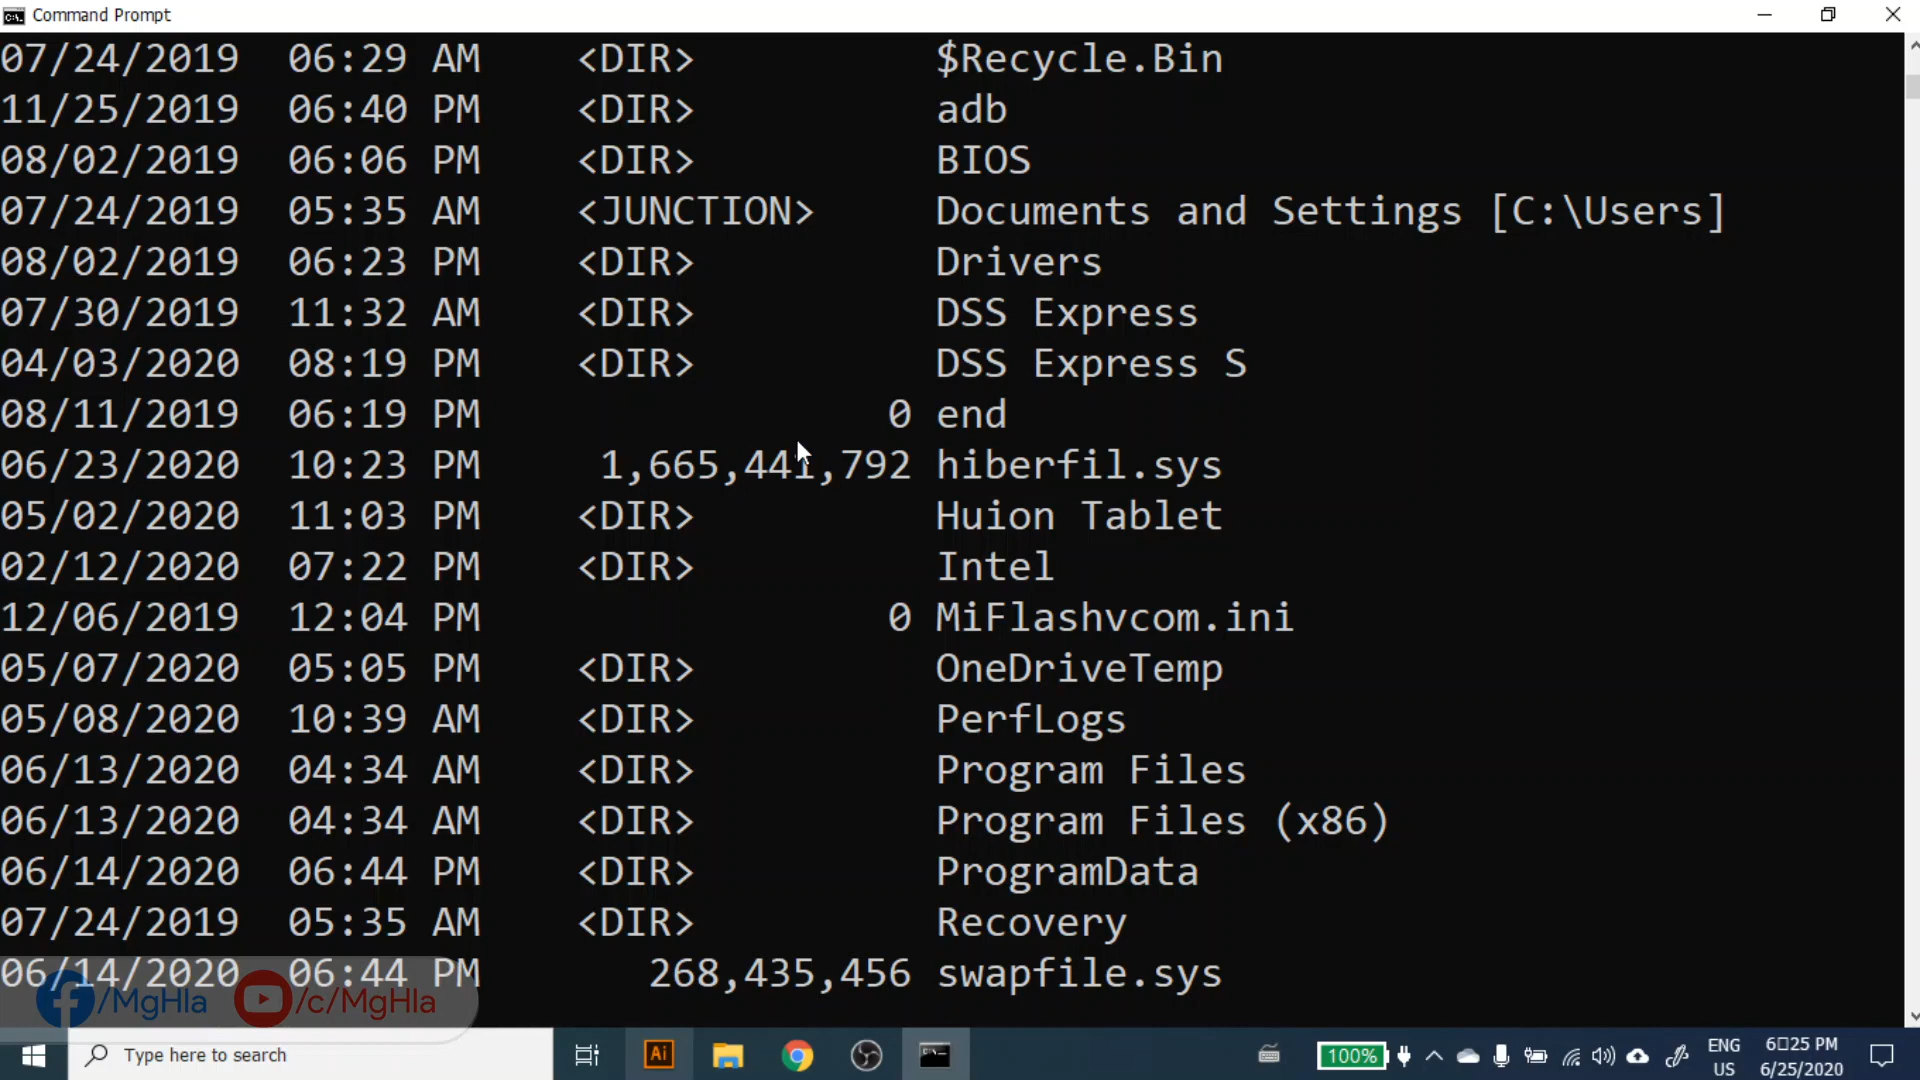 Command Prompt
07/24/2019  06:29 AM    <DIR>          $Recycle.Bin
11/25/2019  06:40 PM    <DIR>          adb
08/02/2019  06:06 PM    <DIR>          BIOS
07/24/2019  05:35 AM    <JUNCTION>     Documents and Settings [C:\Users]
08/02/2019  06:23 PM    <DIR>          Drivers
07/30/2019  11:32 AM    <DIR>          DSS Express
04/03/2020  08:19 PM    <DIR>          DSS Express S
08/11/2019  06:19 PM                 0 end
06/23/2020  10:23 PM     1,665,441,792 hiberfil.sys
05/02/2020  11:03 PM    <DIR>          Huion Tablet
02/12/2020  07:22 PM    <DIR>          Intel
12/06/2019  12:04 PM                 0 MiFlashvcom.ini
05/07/2020  05:05 PM    <DIR>          OneDriveTemp
05/08/2020  10:39 AM    <DIR>          PerfLogs
06/13/2020  04:34 AM    <DIR>          Program Files
06/13/2020  04:34 AM    <DIR>          Program Files (x86)
06/14/2020  06:44 PM    <DIR>          ProgramData
07/24/2019  05:35 AM    <DIR>          Recovery
06/14/2020  06:44 PM       268,435,456 swapfile.sys
/MgHla /c/MgHla
Type here to search
Ai
100%
ENG
US
6□25 PM
6/25/2020